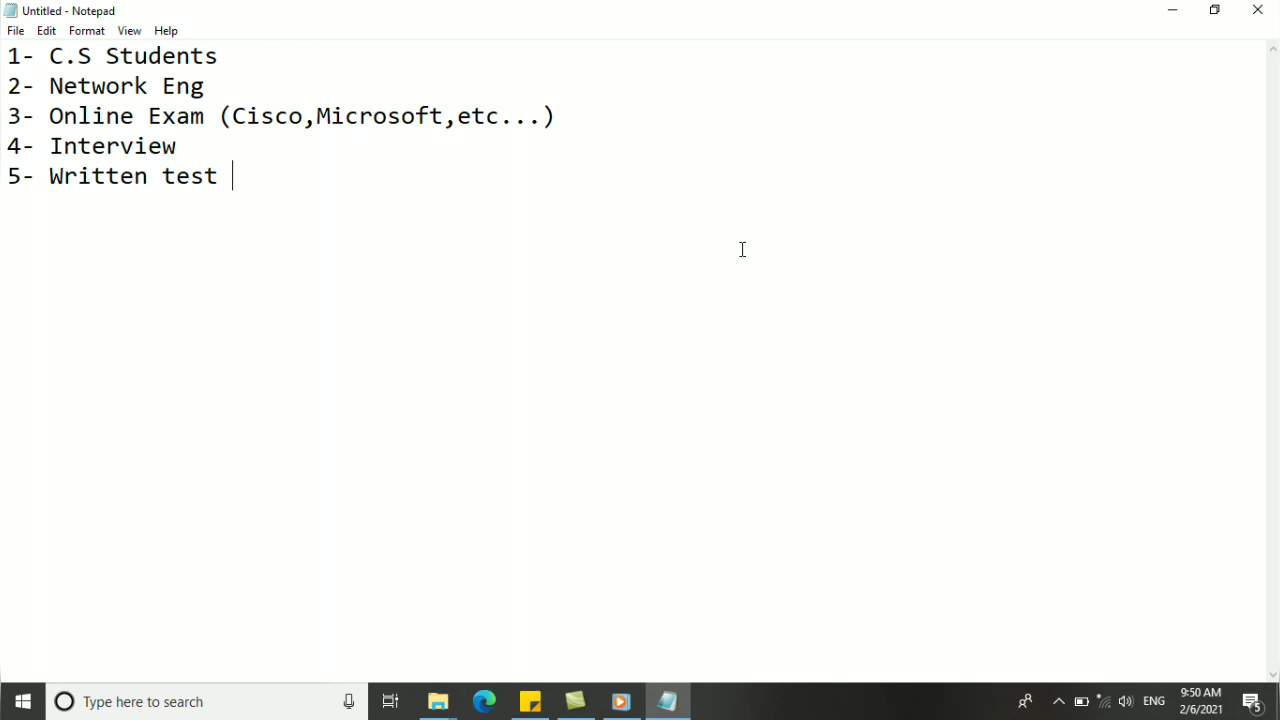 Untitled - Notepad
File Edit Format View Help
1- C.S Students
2- Network Eng
3- Online Exam (Cisco,Microsoft,etc...)
4- Interview
5- Written test
Type here to search
ENG
9:50 AM
2/6/2021
5